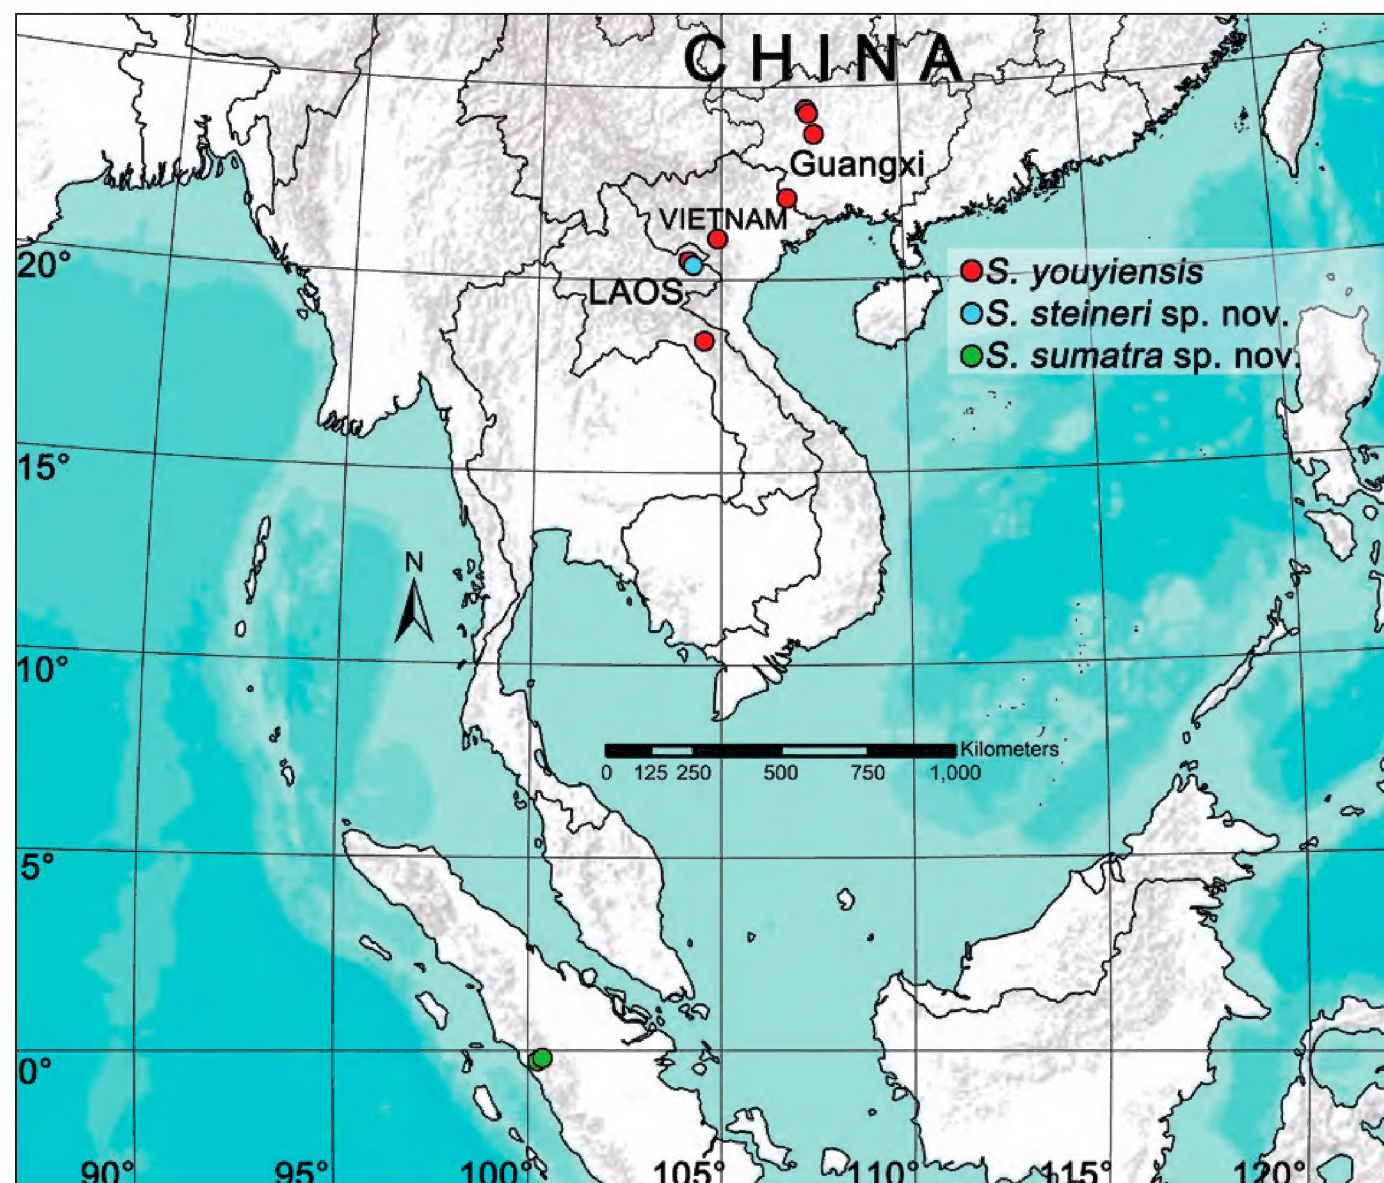 CHINA
Guangxi
VIETNAM
20°
LAOS
S. youyiensis
S. steineri sp. nov.
S. sumatra sp. nov.
15°
N
10°
Kilometers
0 125 250 500 750 1,000
5°
0°
90° 95° 100° 105° 110° 115° 120°